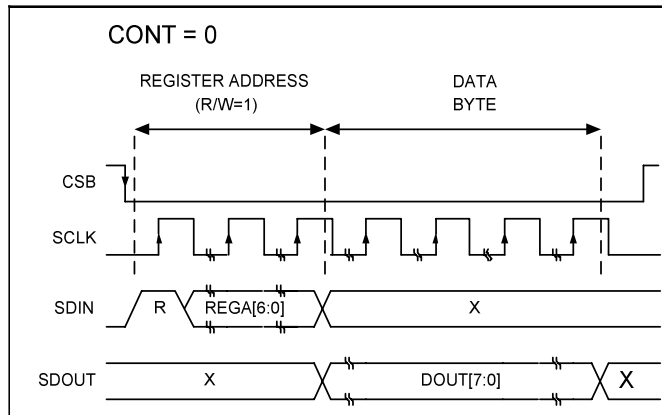 CONT = 0
REGISTER ADDRESS
(R/W=1)
DATA
BYTE
CSB
SCLK
SDIN
R
REGA[6:0]
X
SDOUT
X
DOUT[7:0]
X